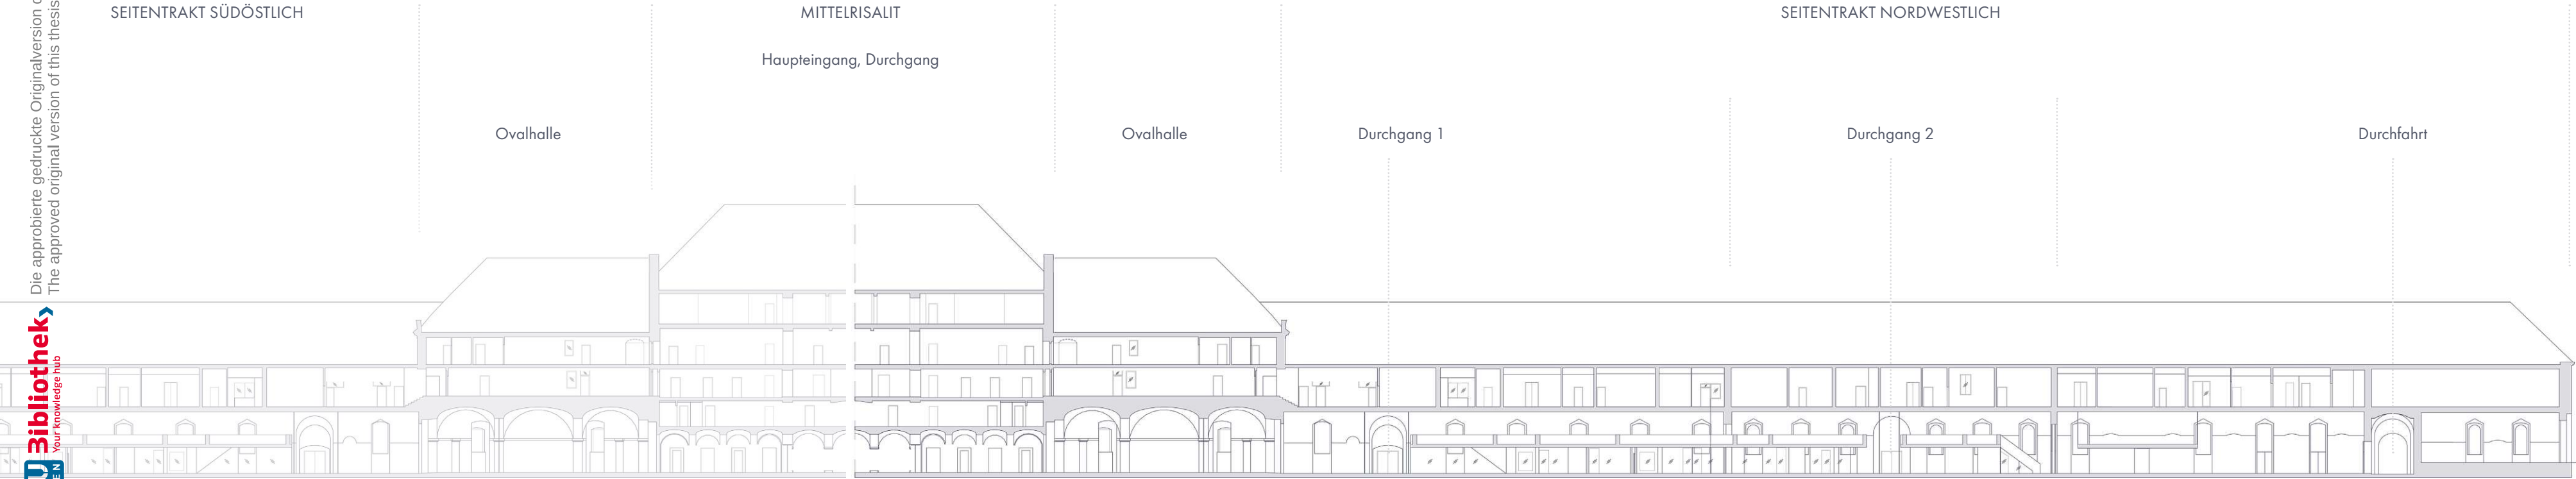 SEITENTRAKT SÜDÖSTLICH
MITTELRISALIT
SEITENTRAKT NORDWESTLICH
Haupteingang, Durchgang
Ovalhalle
Ovalhalle
Durchgang 1
Durchgang 2
Durchfahrt
Die approbierte gedruckte Originalversion
The approved original version of this thesis
Bibliothek
Your knowledge hub